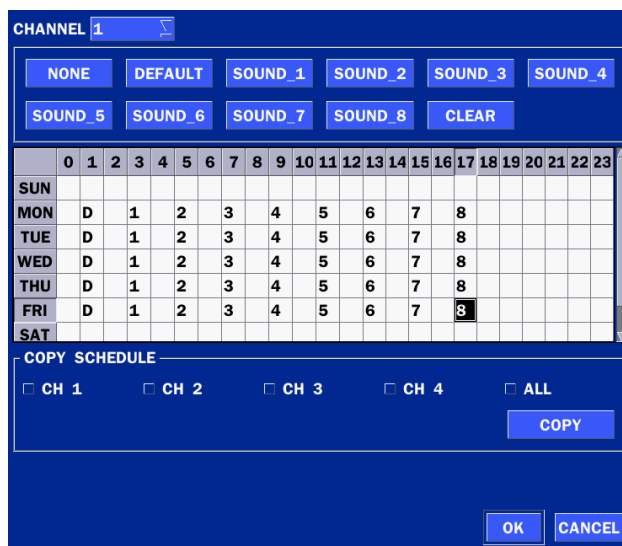 CHANNEL 1
NONE DEFAULT SOUND_1 SOUND_2 SOUND_3 SOUND_4
SOUND_5 SOUND_6 SOUND_7 SOUND_8 CLEAR
0 1 2 3 4 5 6 7 8 9 10 11 12 13 14 15 16 17 18 19 20 21 22 23
SUN
MON D 1 2 3 4 5 6 7 8
TUE D 1 2 3 4 5 6 7 8
WED D 1 2 3 4 5 6 7 8
THU D 1 2 3 4 5 6 7 8
FRI D 1 2 3 4 5 6 7 8
SAT
COPY SCHEDULE
CH 1 CH 2 CH 3 CH 4 ALL
COPY
OK CANCEL